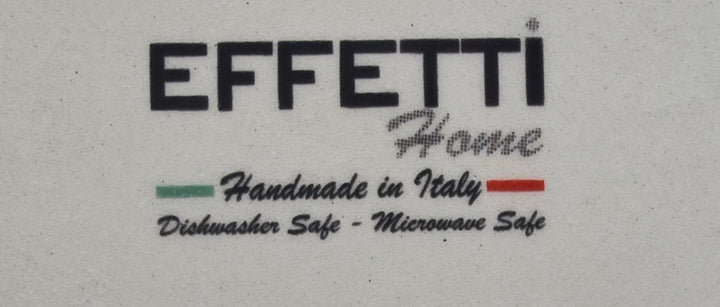 EFFETTi
Home
Handmade in Italy
Dishwasher Safe - Microwave Safe